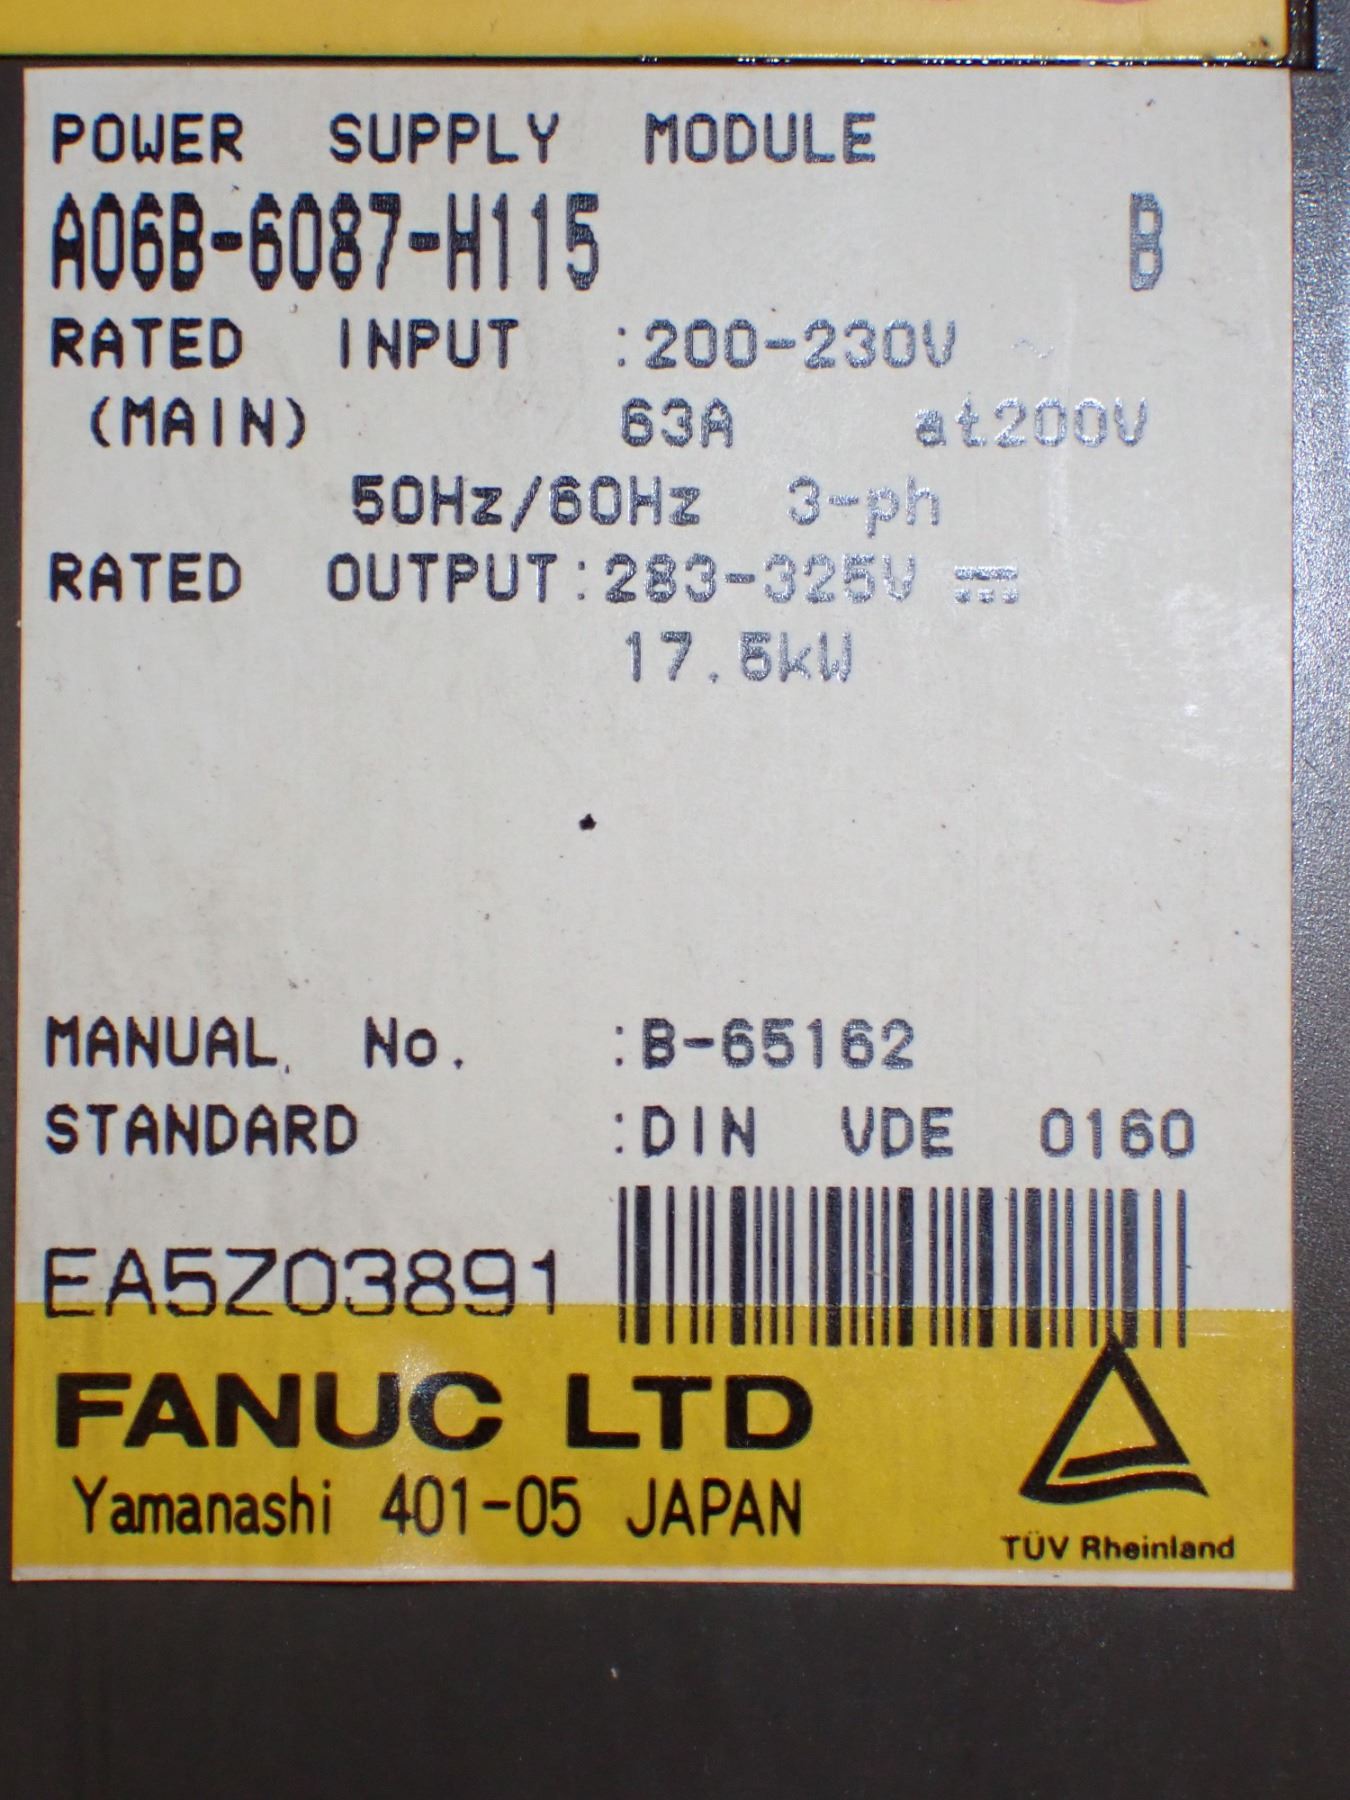 POWER SUPPLY MODULE
A06B-6087-H115 B
RATED INPUT :200-230V ~
(MAIN) 63A at200V
50Hz/60Hz 3-ph
RATED OUTPUT:283-325V ⎓
17.5kW
MANUAL. No. :B-65162
STANDARD :DIN VDE 0160
EA5Z03891
FANUC LTD
Yamanashi 401-05 JAPAN
TÜV Rheinland